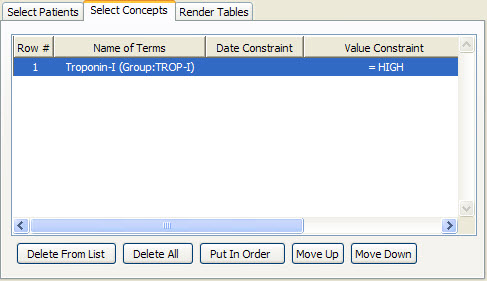 Select Patients Select Concepts Render Tables
Row # Name of Terms Date Constraint Value Constraint
1 Troponin-I (Group:TROP-I) = HIGH
Delete From List Delete All Put In Order Move Up Move Down